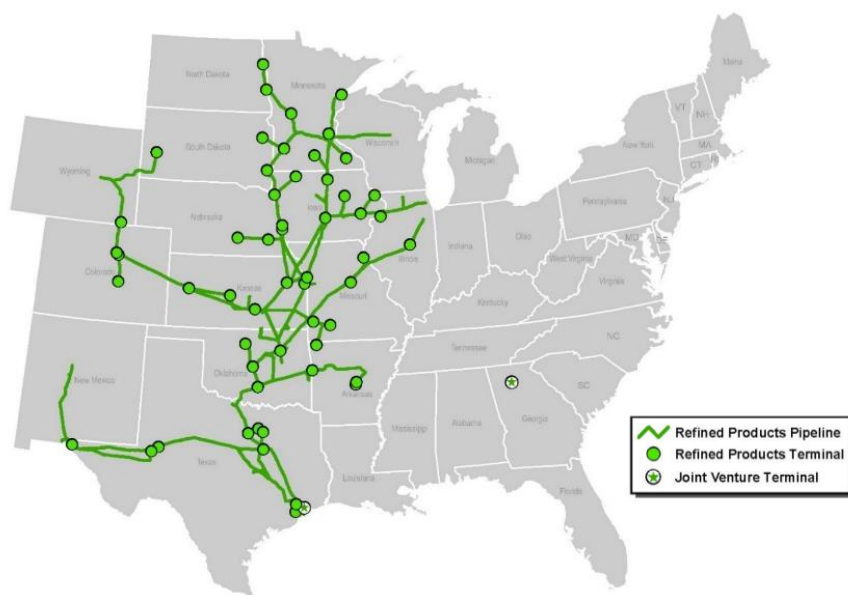 Maine
North Dakota
Minnesota
VT
NH
Wisconsin
South Dakota
New York
MA
Wyoming
Michigan
CT
Iowa
Pennsylvania
NJ
Nebraska
Ohio
MD
DE
Illinois
Indiana
West Virginia
Colorado
Kansas
Missouri
Virginia
Kentucky
NC
Tennessee
New Mexico
Oklahoma
Arkansas
SC
Mississippi
Alabama
Georgia
Texas
Louisiana
Florida
Refined Products Pipeline
Refined Products Terminal
Joint Venture Terminal